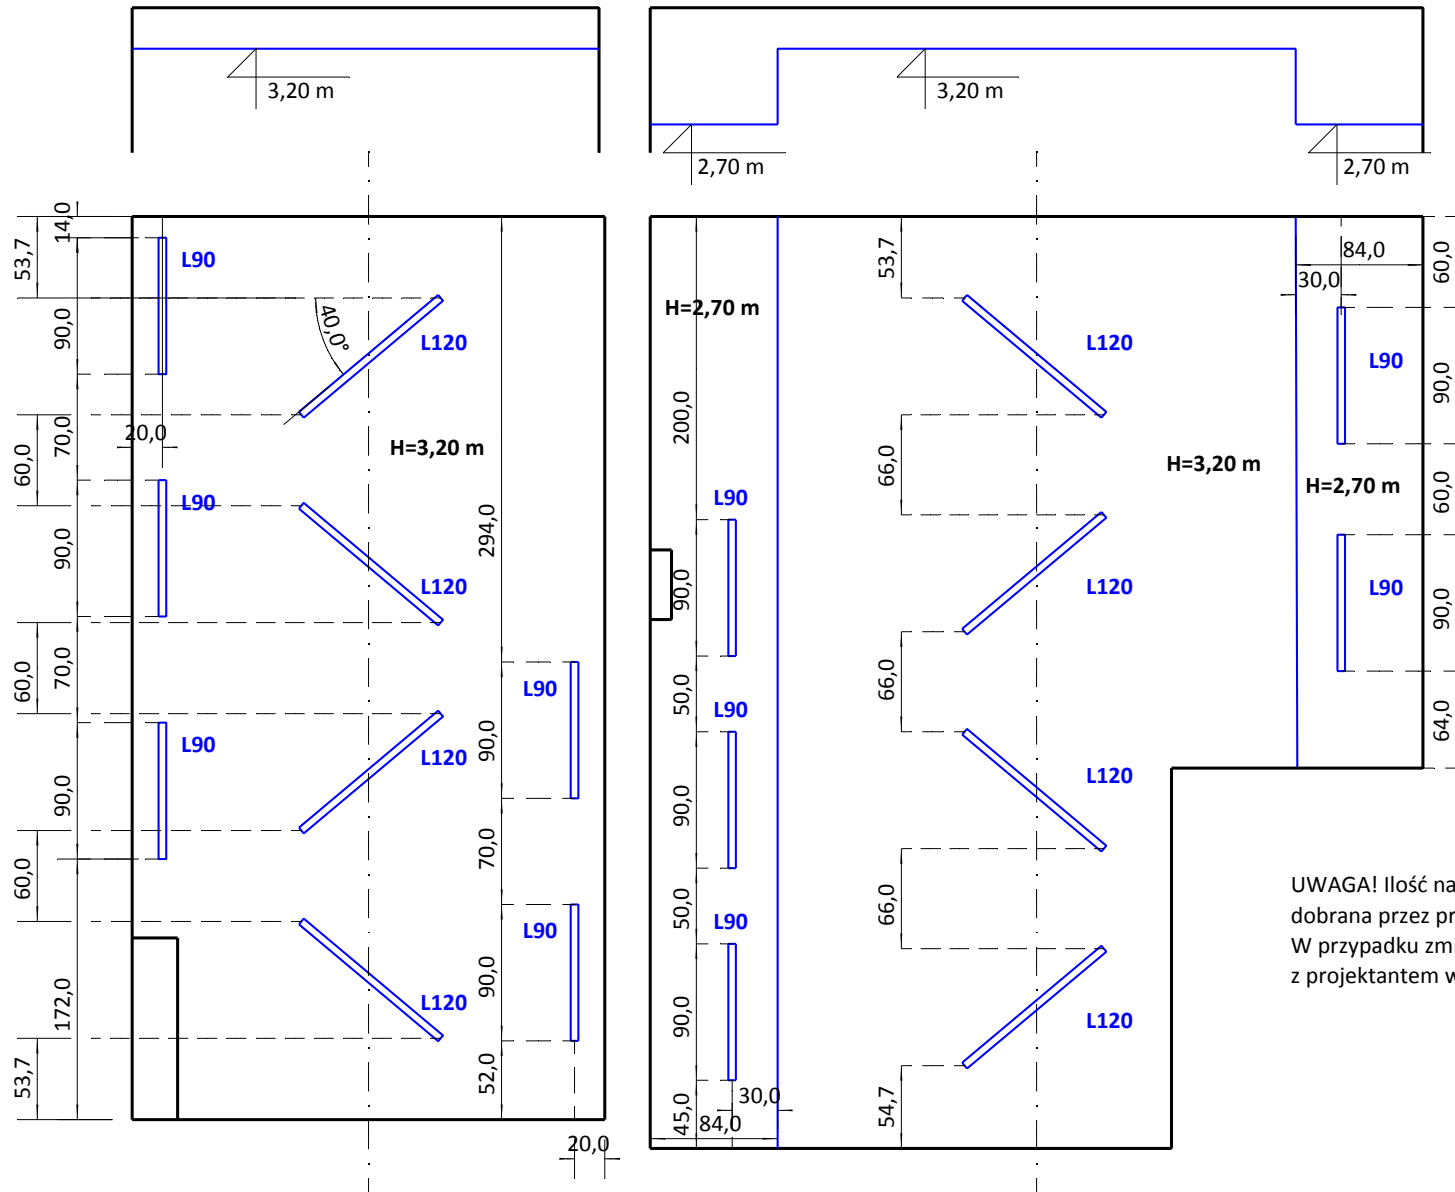 3,20 m
3,20 m
2,70 m
2,70 m
14,0
53,7
90,0
70,0
60,0
90,0
70,0
60,0
90,0
60,0
172,0
53,7
20,0
L90
L90
L90
40,0°
L120
H=3,20 m
L120
L120
L120
294,0
90,0
70,0
90,0
52,0
L90
L90
20,0
H=2,70 m
200,0
90,0
50,0
90,0
50,0
90,0
45,0
L90
L90
L90
30,0
84,0
53,7
66,0
66,0
66,0
54,7
L120
L120
L120
L120
H=3,20 m
84,0
30,0
L90
H=2,70 m
L90
60,0
90,0
60,0
90,0
64,0
UWAGA! Ilość na
dobrana przez pr
W przypadku zmi
z projektantem w